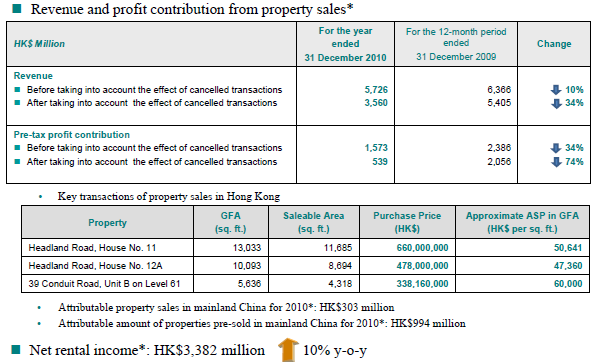 ■ Revenue and profit contribution from property sales*
HK$ Million | For the year ended 31 December 2010 | For the 12-month period ended 31 December 2009 | Change
Revenue
■ Before taking into account the effect of cancelled transactions 5,726 6,366 10%
■ After taking into account the effect of cancelled transactions 3,560 5,405 34%
Pre-tax profit contribution
■ Before taking into account the effect of cancelled transactions 1,573 2,386 34%
■ After taking into account the effect of cancelled transactions 539 2,056 74%
• Key transactions of property sales in Hong Kong
Property | GFA (sq. ft.) | Saleable Area (sq. ft.) | Purchase Price (HK$) | Approximate ASP in GFA (HK$ per sq. ft.)
Headland Road, House No. 11 13,033 11,685 660,000,000 50,641
Headland Road, House No. 12A 10,093 8,694 478,000,000 47,360
39 Conduit Road, Unit B on Level 61 5,636 4,318 338,160,000 60,000
• Attributable property sales in mainland China for 2010*: HK$303 million
• Attributable amount of properties pre-sold in mainland China for 2010*: HK$994 million
■ Net rental income*: HK$3,382 million 10% y-o-y